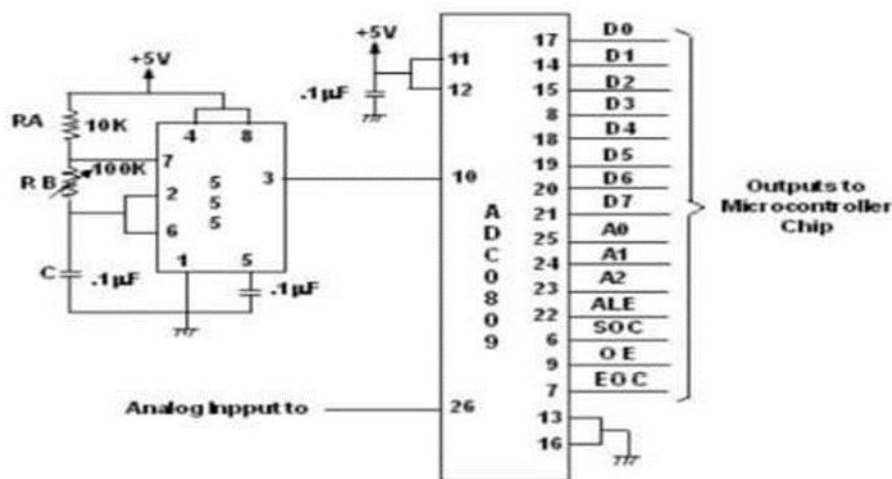 +5V
RA
10K
RB
100K
C
.1µF
4
8
7
2
6
3
1
5
5
5
5
.1µF
+5V
.1µF
11
12
10
26
ADC0809
Analog Inpput to
17 D0
14 D1
15 D2
8 D3
18 D4
19 D5
20 D6
21 D7
25 A0
24 A1
23 A2
22 ALE
6 SOC
9 OE
7 EOC
13
16
Outputs to
Microcontroller
Chip